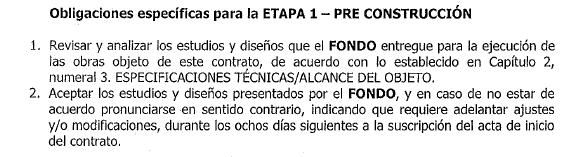 Obligaciones específicas para la ETAPA 1 – PRE CONSTRUCCIÓN
1. Revisar y analizar los estudios y diseños que el FONDO entregue para la ejecución de
las obras objeto de este contrato, de acuerdo con lo establecido en Capítulo 2,
numeral 3. ESPECIFICACIONES TÉCNICAS/ALCANCE DEL OBJETO.
2. Aceptar los estudios y diseños presentados por el FONDO, y en caso de no estar de
acuerdo pronunciarse en sentido contrario, indicando que requiere adelantar ajustes
y/o modificaciones, durante los ochos días siguientes a la suscripción del acta de inicio
del contrato.